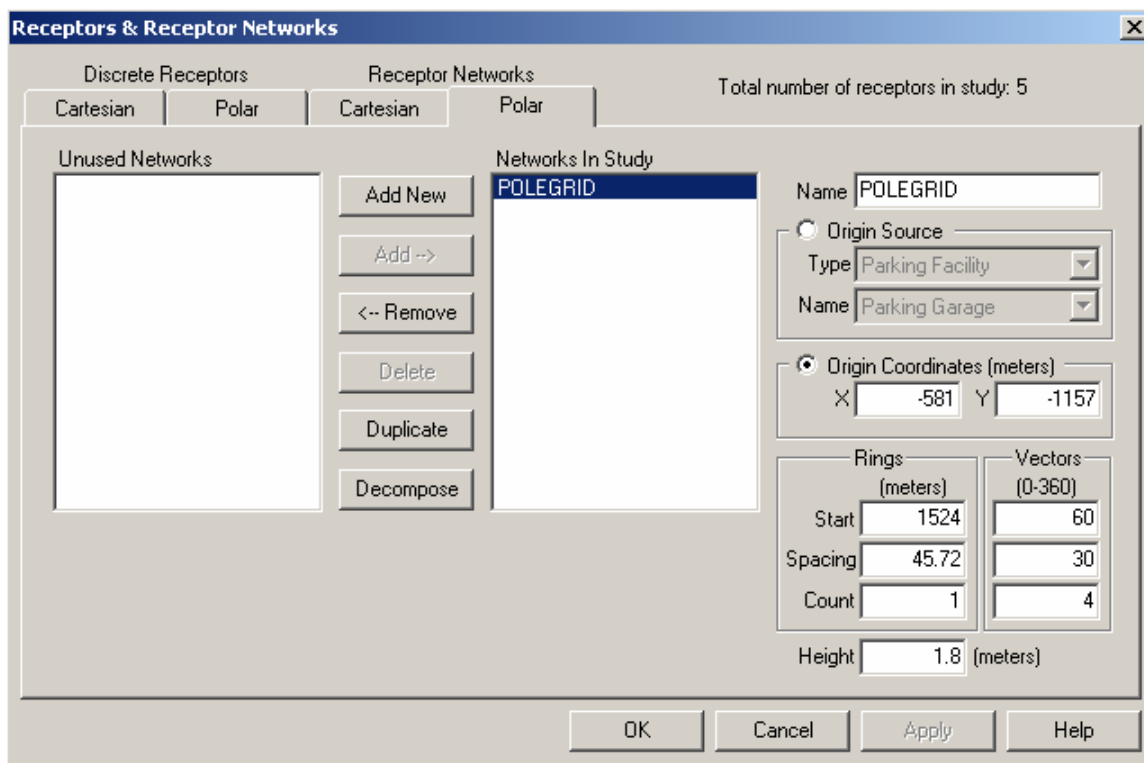 Receptors & Receptor Networks
Discrete Receptors
Receptor Networks
Total number of receptors in study: 5
Cartesian
Polar
Cartesian
Polar
Unused Networks
Add New
Add -->
<-- Remove
Delete
Duplicate
Decompose
Networks In Study
POLEGRID
Name POLEGRID
Origin Source
Type Parking Facility
Name Parking Garage
Origin Coordinates (meters)
X -581 Y -1157
Rings Vectors
(meters) (0-360)
Start 1524 60
Spacing 45.72 30
Count 1 4
Height 1.8 (meters)
OK
Cancel
Apply
Help